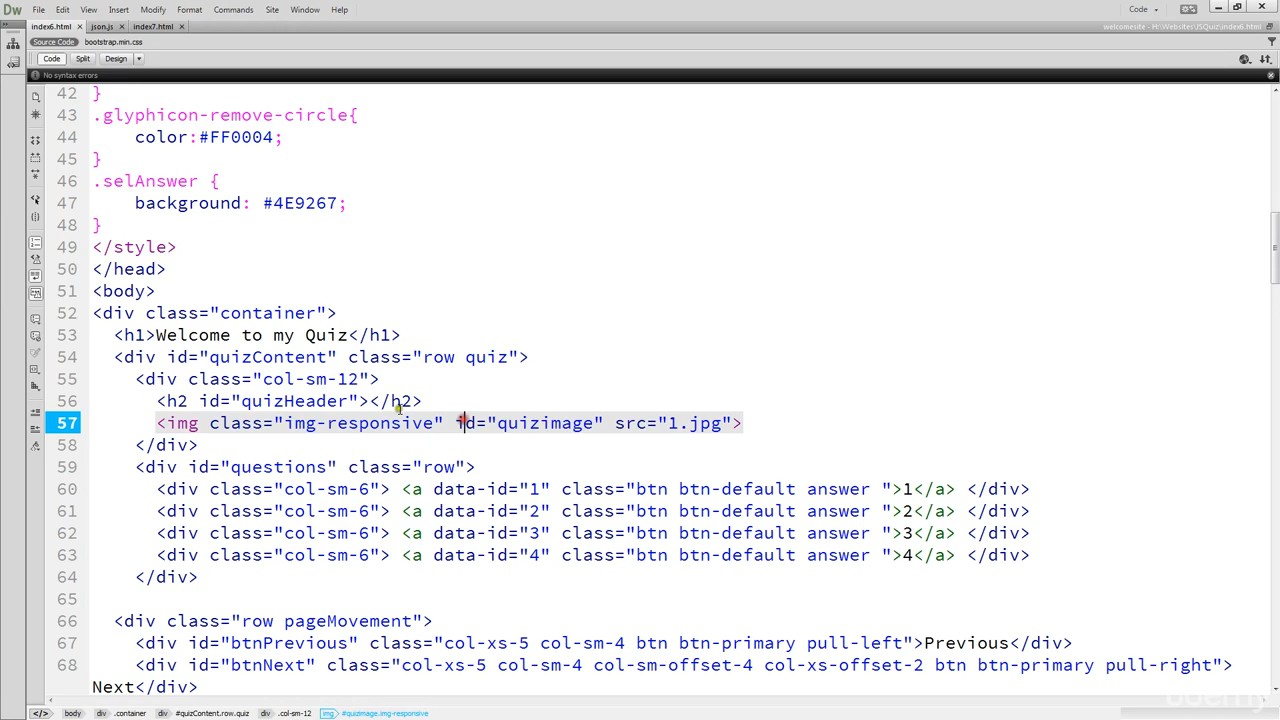 Dw File Edit View Insert Modify Format Commands Site Window Help Code
index6.html × json.js × index7.html × welcomesite - H:\Websites\JSQuiz\index6.html
Source Code bootstrap.min.css
Code Split Design
No syntax errors
42 }
43 .glyphicon-remove-circle{
44 color:#FF0004;
45 }
46 .selAnswer {
47 background: #4E9267;
48 }
49 </style>
50 </head>
51 <body>
52 <div class="container">
53 <h1>Welcome to my Quiz</h1>
54 <div id="quizContent" class="row quiz">
55 <div class="col-sm-12">
56 <h2 id="quizHeader"></h2>
57 <img class="img-responsive" id="quizimage" src="1.jpg">
58 </div>
59 <div id="questions" class="row">
60 <div class="col-sm-6"> <a data-id="1" class="btn btn-default answer ">1</a> </div>
61 <div class="col-sm-6"> <a data-id="2" class="btn btn-default answer ">2</a> </div>
62 <div class="col-sm-6"> <a data-id="3" class="btn btn-default answer ">3</a> </div>
63 <div class="col-sm-6"> <a data-id="4" class="btn btn-default answer ">4</a> </div>
64 </div>
65
66 <div class="row pageMovement">
67 <div id="btnPrevious" class="col-xs-5 col-sm-4 btn btn-primary pull-left">Previous</div>
68 <div id="btnNext" class="col-xs-5 col-sm-4 col-sm-offset-4 col-xs-offset-2 btn btn-primary pull-right">
Next</div>
udemy
</> body div .container div #quizContent.row.quiz div .col-sm-12 img #quizimage.img-responsive